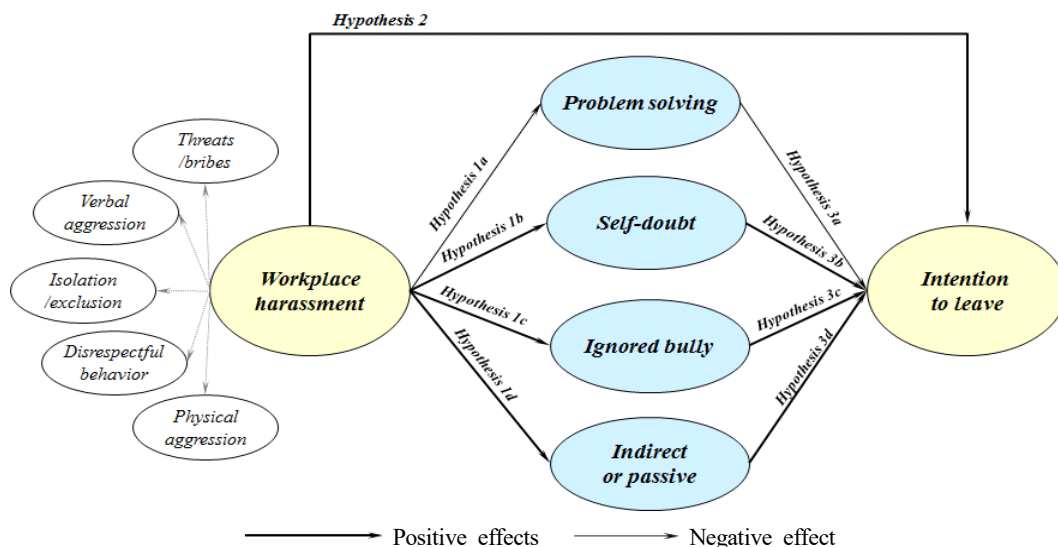 Hypothesis 2
Threats
/bribes
Verbal
aggression
Isolation
/exclusion
Disrespectful
behavior
Physical
aggression
Workplace
harassment
Hypothesis 1a
Hypothesis 1b
Hypothesis 1c
Hypothesis 1d
Problem solving
Self-doubt
Ignored bully
Indirect
or passive
Hypothesis 3a
Hypothesis 3b
Hypothesis 3c
Hypothesis 3d
Intention
to leave
Positive effects
Negative effect